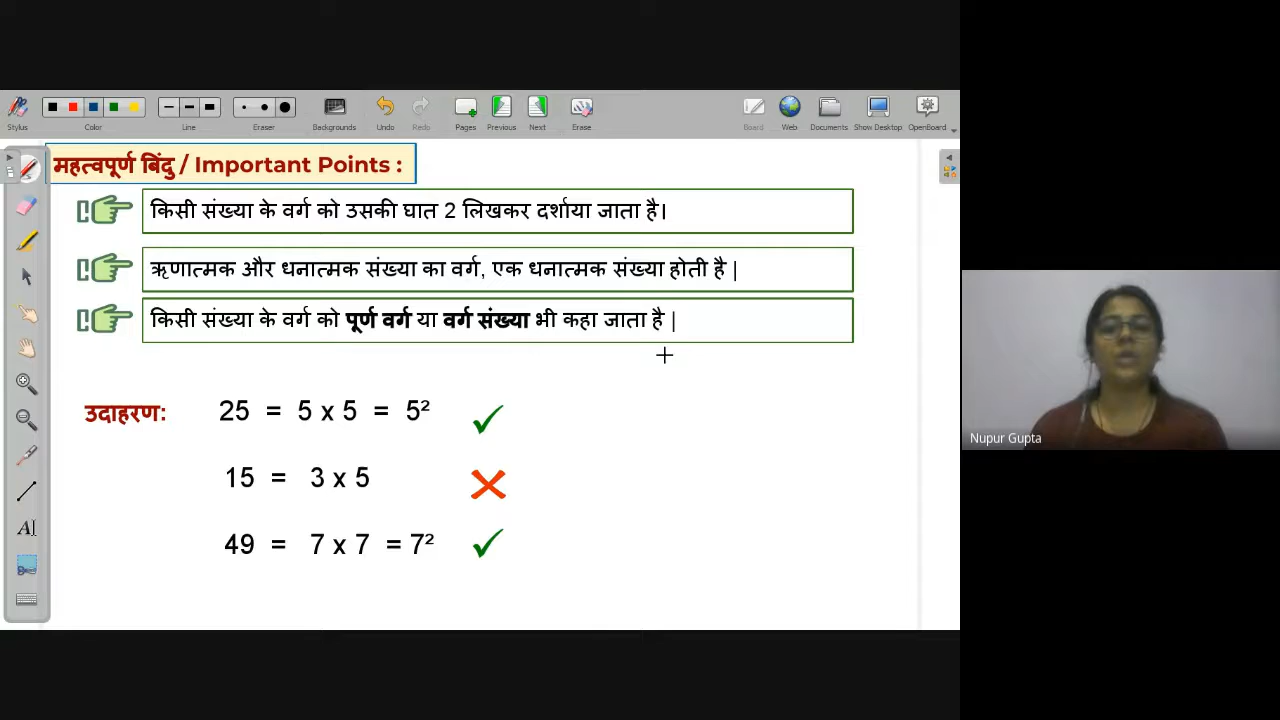 Stylus
Color
Line
Eraser
Backgrounds
Undo
Redo
Pages
Previous
Next
Erase
Board
Web
Documents
Show Desktop
OpenBoard
महत्वपूर्ण बिंदु / Important Points :
किसी संख्या के वर्ग को उसकी घात 2 लिखकर दर्शाया जाता है।
ऋणात्मक और धनात्मक संख्या का वर्ग, एक धनात्मक संख्या होती है |
किसी संख्या के वर्ग को पूर्ण वर्ग या वर्ग संख्या भी कहा जाता है |
उदाहरण: 25 = 5 x 5 = 5²
15 = 3 x 5
49 = 7 x 7 = 7²
Nupur Gupta